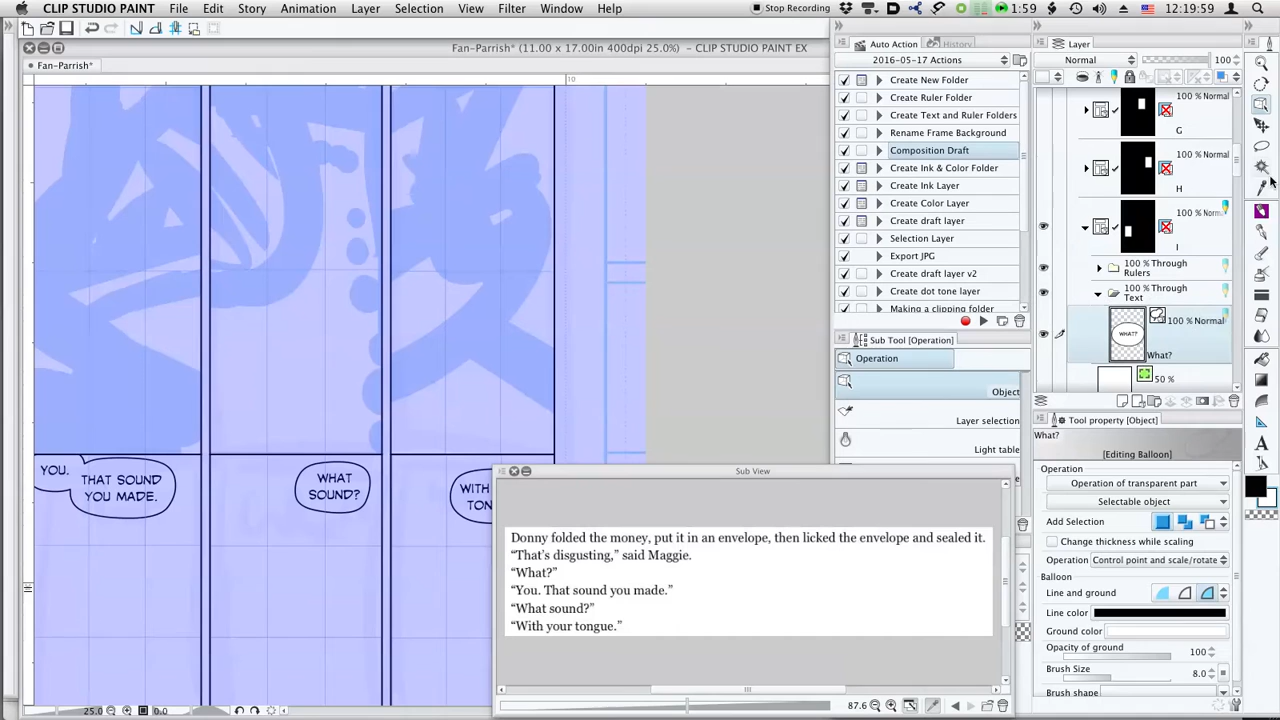 CLIP STUDIO PAINT File Edit Story Animation Layer Selection View Filter Window Help Stop Recording 1:59 12:19:59
Fan-Parrish* (11.00 x 17.00in 400dpi 25.0%) – CLIP STUDIO PAINT EX
Fan-Parrish*
10
YOU.
THAT SOUND
YOU MADE.
WHAT
SOUND?
WITH
TON
25.0
0.0
Auto Action History
2016-05-17 Actions
Create New Folder
Create Ruler Folder
Create Text and Ruler Folders
Rename Frame Background
Composition Draft
Create Ink & Color Folder
Create Ink Layer
Create Color Layer
Create draft layer
Selection Layer
Export JPG
Create draft layer v2
Create dot tone layer
Making a clipping folder
Sub Tool [Operation]
Operation
Object
Layer selection
Light table
Sub View
Donny folded the money, put it in an envelope, then licked the envelope and sealed it.
“That’s disgusting,” said Maggie.
“What?”
“You. That sound you made.”
“What sound?”
“With your tongue.”
87.6
Layer
Normal 100
100 % Normal
G
100 % Normal
H
100 % Normal
I
100 % Through
Rulers
100 % Through
Text
WHAT?
100 % Normal
What?
50 %
Tool property [Object]
What?
[Editing Balloon]
Operation
Operation of transparent part
Selectable object
Add Selection
Change thickness while scaling
Operation Control point and scale/rotate
Balloon
Line and ground
Line color
Ground color
Opacity of ground 100
Brush Size 8.0
Brush shape